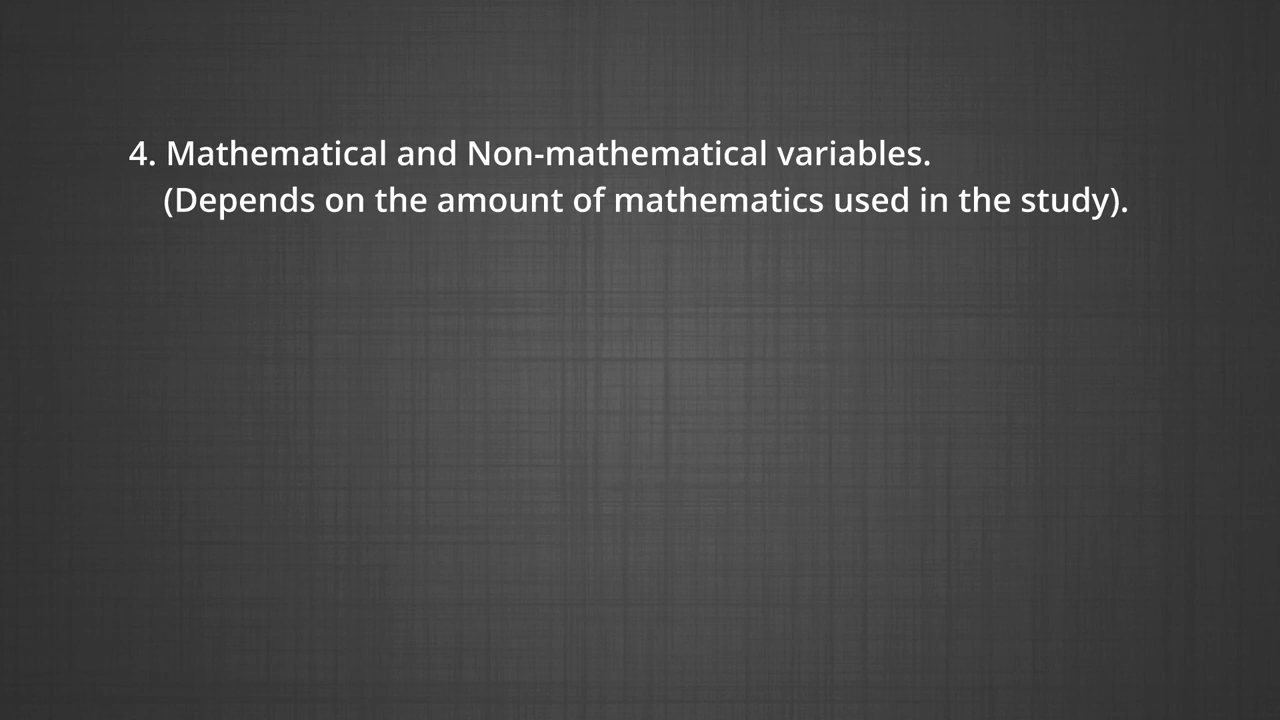 4. Mathematical and Non-mathematical variables.
(Depends on the amount of mathematics used in the study).